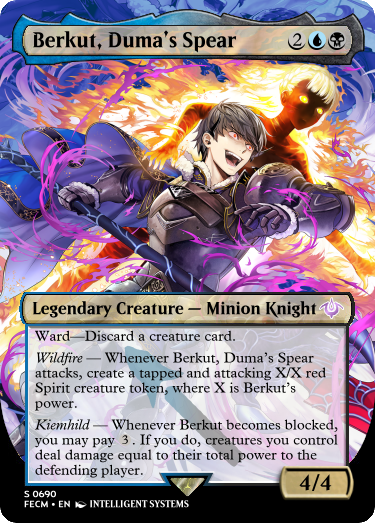 Berkut, Duma's Spear 2
Legendary Creature — Minion Knight
Ward—Discard a creature card.
Wildfire — Whenever Berkut, Duma's Spear
attacks, create a tapped and attacking X/X red
Spirit creature token, where X is Berkut's
power.
Kiemhild — Whenever Berkut becomes blocked,
you may pay 3. If you do, creatures you control
deal damage equal to their total power to the
defending player.
4/4
S 0690
FECM • EN INTELLIGENT SYSTEMS